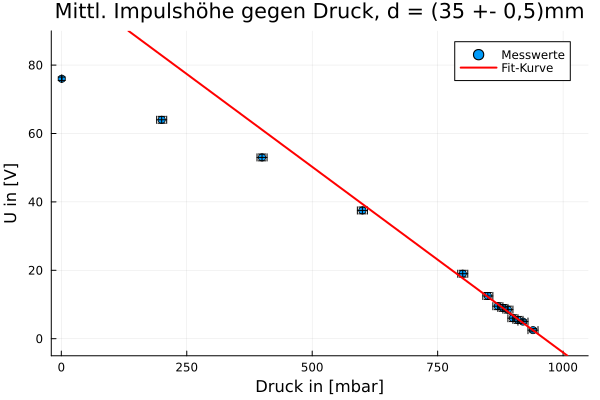 Mittl. Impulshöhe gegen Druck, d = (35 +- 0,5)mm
Messwerte
Fit-Kurve
80
60
40
20
0
U in [V]
0 250 500 750 1000
Druck in [mbar]